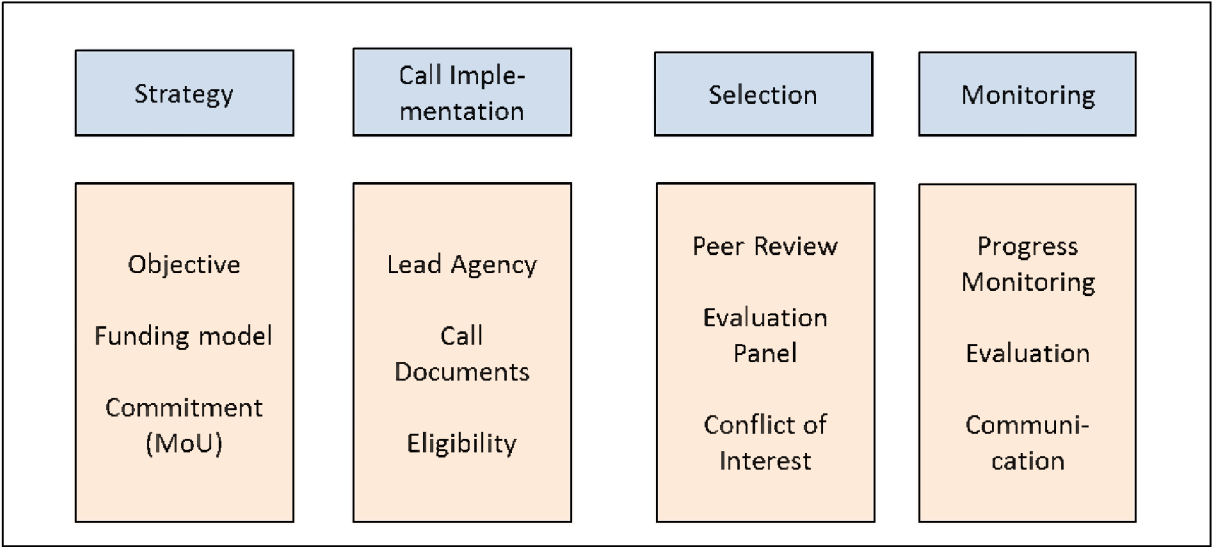 Strategy
Call Imple-
mentation
Selection
Monitoring
Objective
Funding model
Commitment
(MoU)
Lead Agency
Call
Documents
Eligibility
Peer Review
Evaluation
Panel
Conflict of
Interest
Progress
Monitoring
Evaluation
Communi-
cation